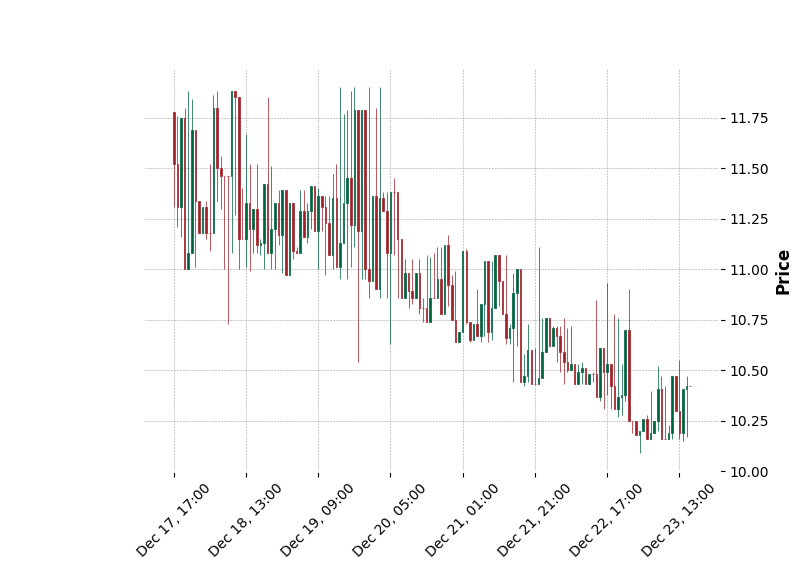 11.75
11.50
11.25
11.00
10.75
10.50
10.25
10.00
Price
Dec 17, 17:00
Dec 18, 13:00
Dec 19, 09:00
Dec 20, 05:00
Dec 21, 01:00
Dec 21, 21:00
Dec 22, 17:00
Dec 23, 13:00